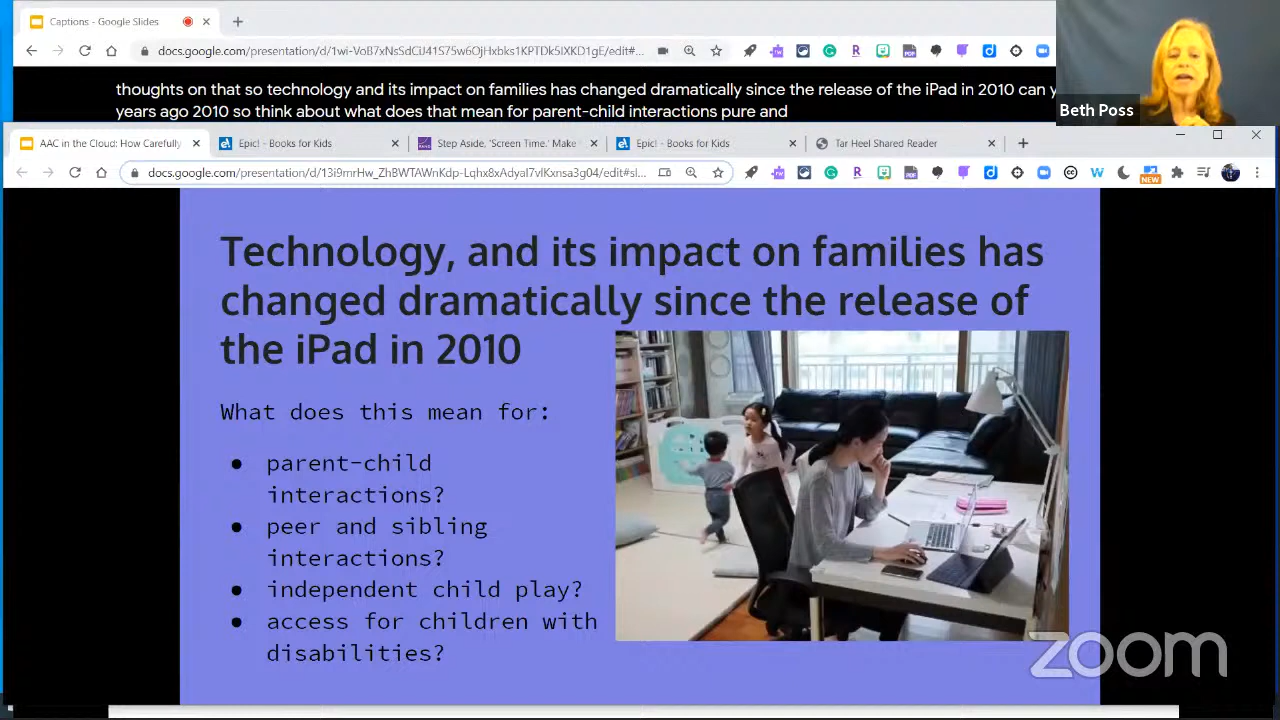 Captions - Google Slides
docs.google.com/presentation/d/1wi-VoB7xNsSdCiJ41S75w6OjHxbks1KPTDk5IXKD1gE/edit#...
thoughts on that so technology and its impact on families has changed dramatically since the release of the iPad in 2010 can y
years ago 2010 so think about what does that mean for parent-child interactions pure and
Beth Poss
AAC in the Cloud: How Carefully
Epic! - Books for Kids
Step Aside, 'Screen Time.' Make
Epic! - Books for Kids
Tar Heel Shared Reader
docs.google.com/presentation/d/13i9mrHw_ZhBWTAWnKdp-Lqhx8xAdyaI7vlKxnsa3g04/edit#sl...
NEW
Technology, and its impact on families has
changed dramatically since the release of
the iPad in 2010
What does this mean for:
● parent-child
interactions?
● peer and sibling
interactions?
● independent child play?
● access for children with
disabilities?
zoom